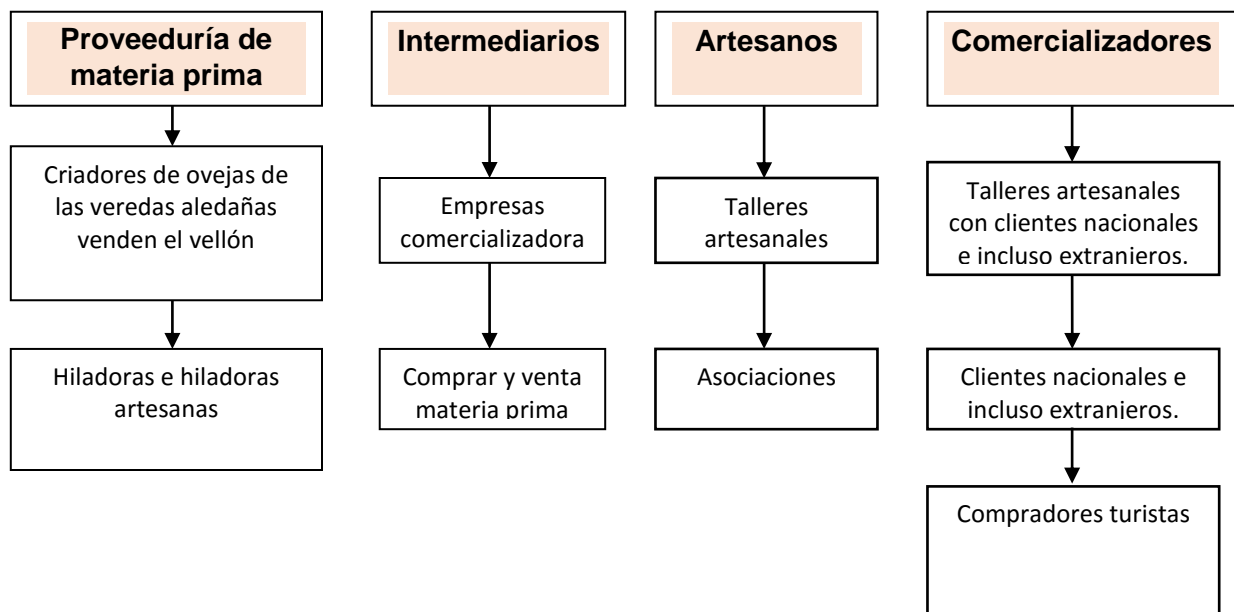 Proveeduría de
materia prima
Criadores de ovejas de
las veredas aledañas
venden el vellón
Hiladoras e hiladoras
artesanas
Intermediarios
Empresas
comercializadora
Comprar y venta
materia prima
Artesanos
Talleres
artesanales
Asociaciones
Comercializadores
Talleres artesanales
con clientes nacionales
e incluso extranjeros.
Clientes nacionales e
incluso extranjeros.
Compradores turistas